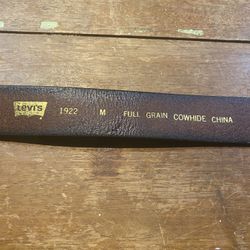 Levi's
1922 M FULL GRAIN COWHIDE CHINA